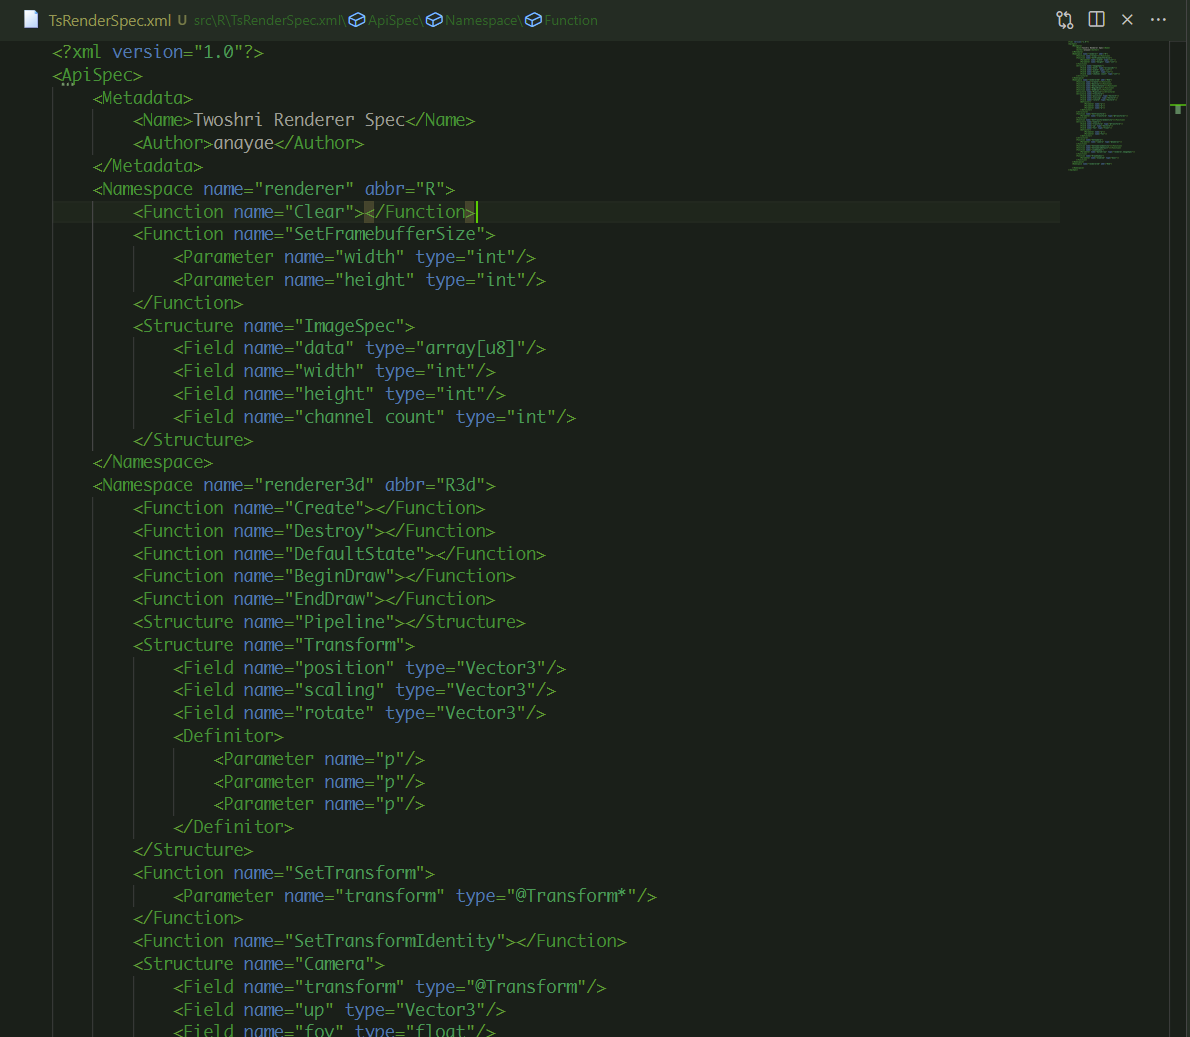 TsRenderSpec.xml U src\R\TsRenderSpec.xml\ ApiSpec\ Namespace\ Function
<?xml version="1.0"?>
<ApiSpec>
<Metadata>
<Name>Twoshri Renderer Spec</Name>
<Author>anayae</Author>
</Metadata>
<Namespace name="renderer" abbr="R">
<Function name="Clear"></Function>
<Function name="SetFramebufferSize">
<Parameter name="width" type="int"/>
<Parameter name="height" type="int"/>
</Function>
<Structure name="ImageSpec">
<Field name="data" type="array[u8]"/>
<Field name="width" type="int"/>
<Field name="height" type="int"/>
<Field name="channel count" type="int"/>
</Structure>
</Namespace>
<Namespace name="renderer3d" abbr="R3d">
<Function name="Create"></Function>
<Function name="Destroy"></Function>
<Function name="DefaultState"></Function>
<Function name="BeginDraw"></Function>
<Function name="EndDraw"></Function>
<Structure name="Pipeline"></Structure>
<Structure name="Transform">
<Field name="position" type="Vector3"/>
<Field name="scaling" type="Vector3"/>
<Field name="rotate" type="Vector3"/>
<Definitor>
<Parameter name="p"/>
<Parameter name="p"/>
<Parameter name="p"/>
</Definitor>
</Structure>
<Function name="SetTransform">
<Parameter name="transform" type="@Transform*"/>
</Function>
<Function name="SetTransformIdentity"></Function>
<Structure name="Camera">
<Field name="transform" type="@Transform"/>
<Field name="up" type="Vector3"/>
<Field name="fov" type="float"/>